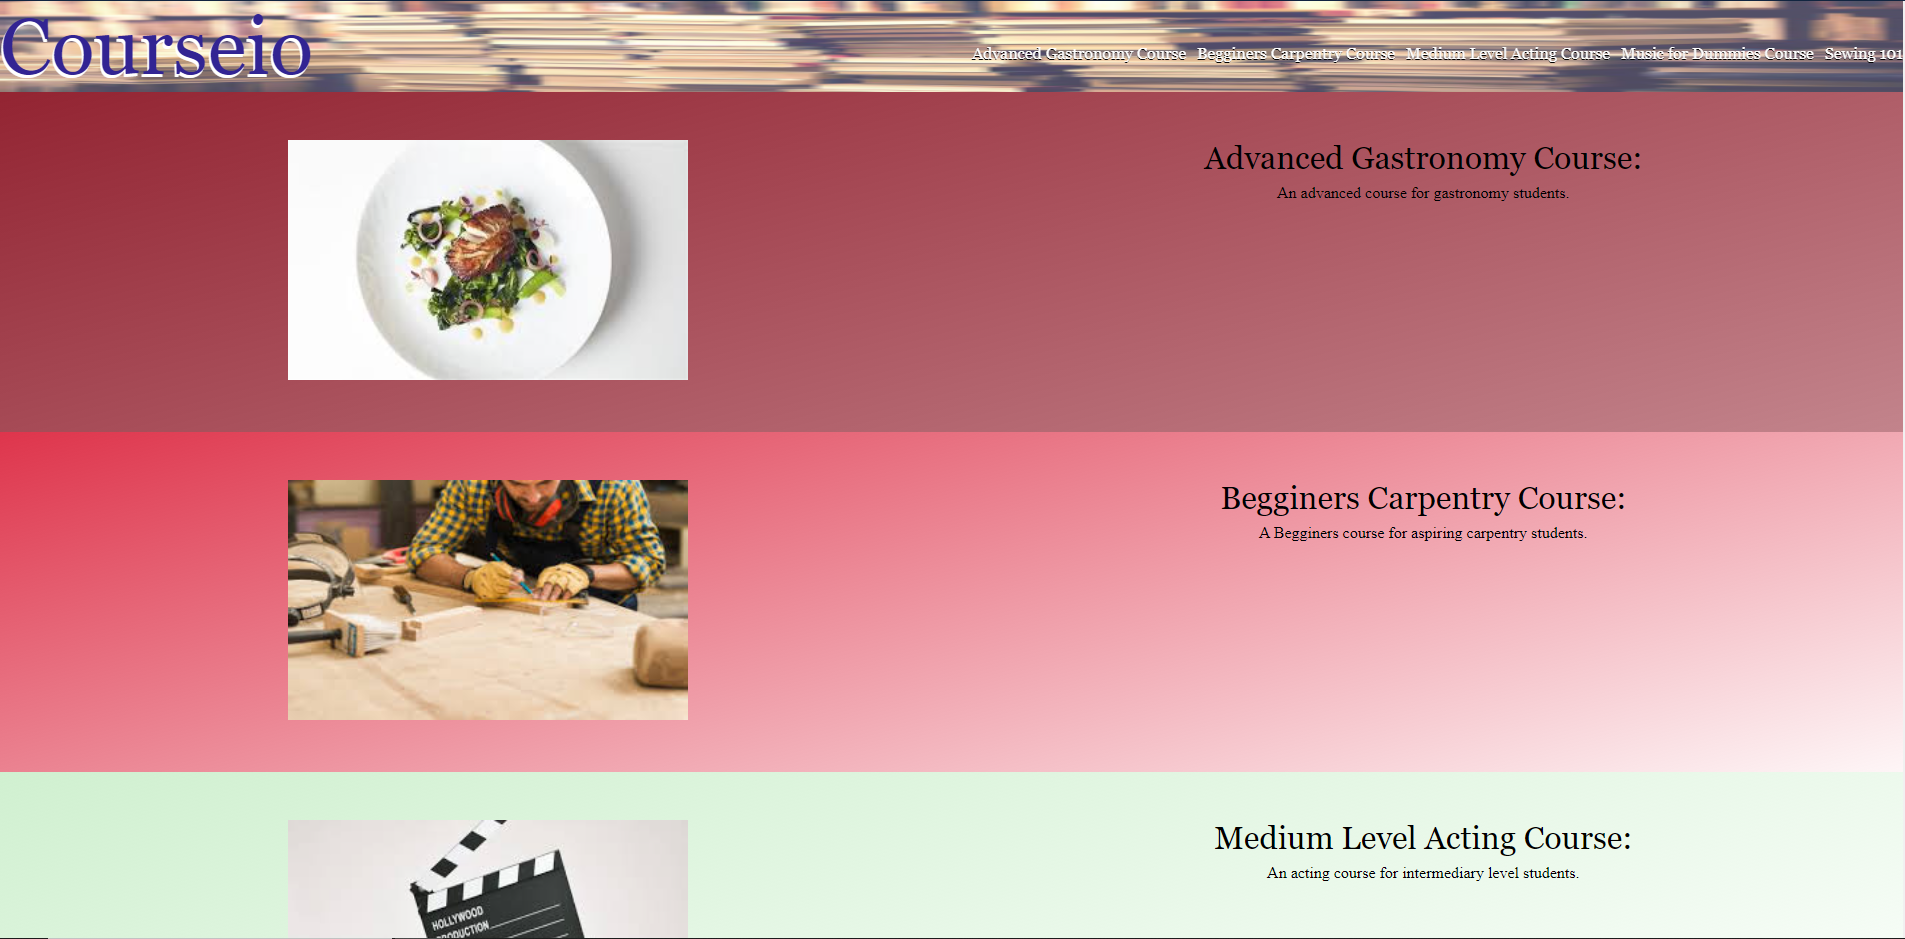 Courseio
Advanced Gastronomy Course Begginers Carpentry Course Medium Level Acting Course Music for Dummies Course Sewing 101
Advanced Gastronomy Course:
An advanced course for gastronomy students.
Begginers Carpentry Course:
A Begginers course for aspiring carpentry students.
Medium Level Acting Course:
An acting course for intermediary level students.
HOLLYWOOD